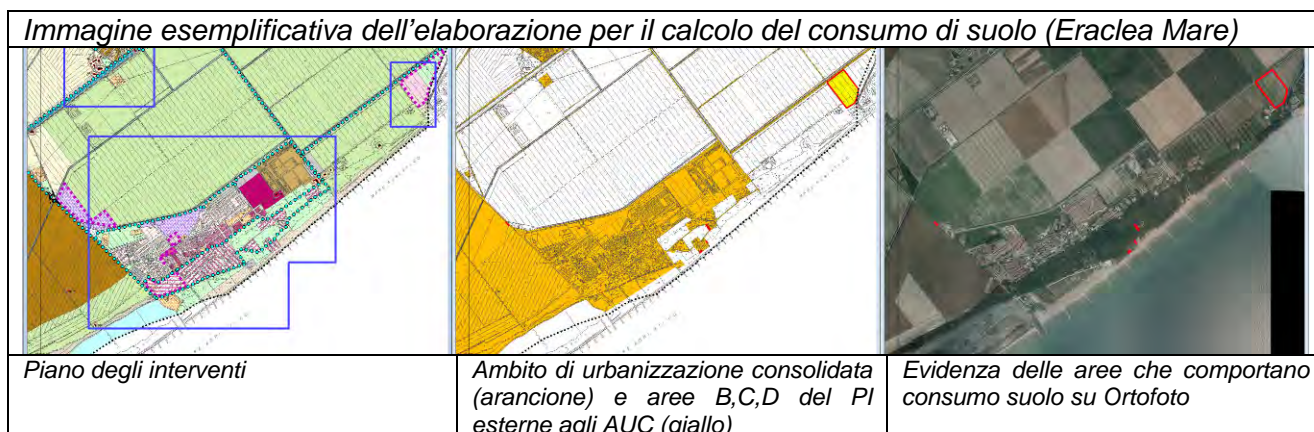 Immagine esemplificativa dell'elaborazione per il calcolo del consumo di suolo (Eraclea Mare)
Piano degli interventi
Ambito di urbanizzazione consolidata
(arancione) e aree B,C,D del PI
esterne agli AUC (giallo)
Evidenza delle aree che comportano
consumo suolo su Ortofoto